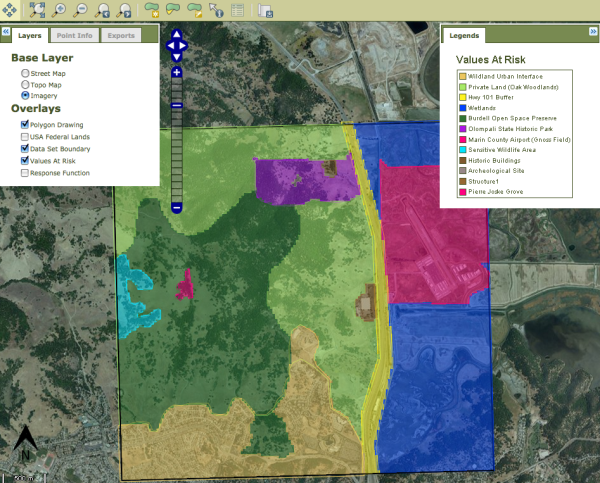 Layers Point Info Exports
Base Layer
Street Map
Topo Map
Imagery
Overlays
Polygon Drawing
USA Federal Lands
Data Set Boundary
Values At Risk
Response Function
Legends
Values At Risk
Wildland Urban Interface
Private Land (Oak Woodlands)
Hwy 101 Buffer
Wetlands
Burdell Open Space Preserve
Olompali State Historic Park
Marin County Airport (Gnoss Field)
Sensitive Wildlife Area
Historic Buildings
Archeological Site
Structure1
Pierre Joske Grove
N
500 m